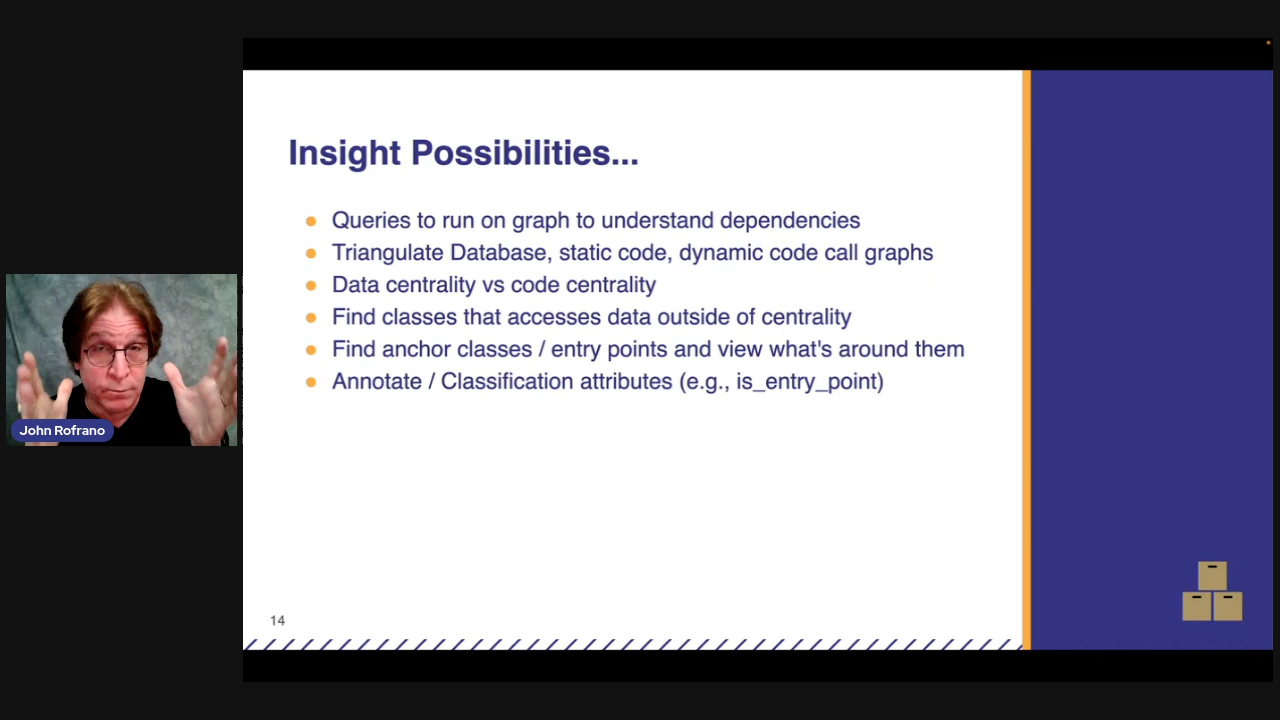 Insight Possibilities...
Queries to run on graph to understand dependencies
Triangulate Database, static code, dynamic code call graphs
Data centrality vs code centrality
Find classes that accesses data outside of centrality
Find anchor classes / entry points and view what's around them
Annotate / Classification attributes (e.g., is_entry_point)
John Rofrano
14